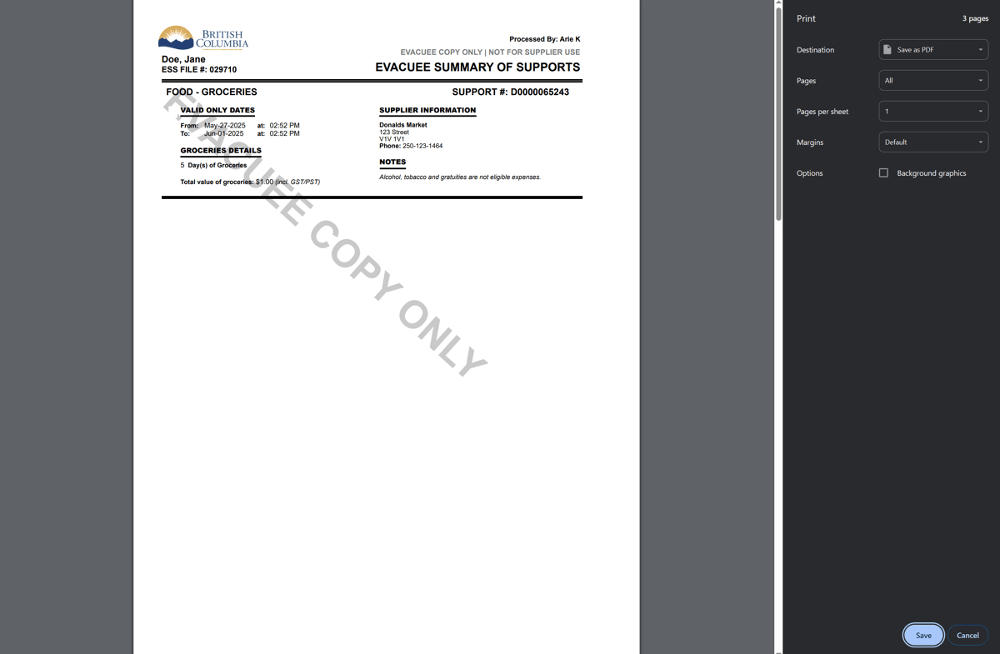 BRITISH
COLUMBIA
Processed By: Arie K
EVACUEE COPY ONLY | NOT FOR SUPPLIER USE
Doe, Jane
ESS FILE #: 029710
EVACUEE SUMMARY OF SUPPORTS
FOOD - GROCERIES
SUPPORT #: D0000065243
VALID ONLY DATES
From: May-27-2025 at: 02:52 PM
To: Jun-01-2025 at: 02:52 PM
GROCERIES DETAILS
5 Day(s) of Groceries
Total value of groceries: $1.00 (incl. GST/PST)
SUPPLIER INFORMATION
Donalds Market
123 Street
V1V 1V1
Phone: 250-123-1464
NOTES
Alcohol, tobacco and gratuities are not eligible expenses.
EVACUEE COPY ONLY
Print
3 pages
Destination
Save as PDF
Pages
All
Pages per sheet
1
Margins
Default
Options
Background graphics
Save
Cancel